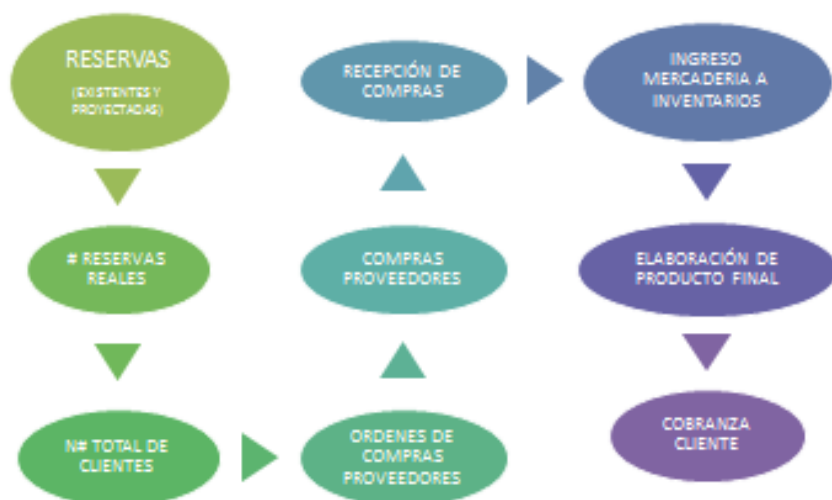 RESERVAS
(EXISTENTES Y
PROYECTADAS)
# RESERVAS
REALES
N# TOTAL DE
CLIENTES
ORDENES DE
COMPRAS
PROVEEDORES
COMPRAS
PROVEEDORES
RECEPCIÓN DE
COMPRAS
INGRESO
MERCADERIA A
INVENTARIOS
ELABORACIÓN DE
PRODUCTO FINAL
COBRANZA
CLIENTE